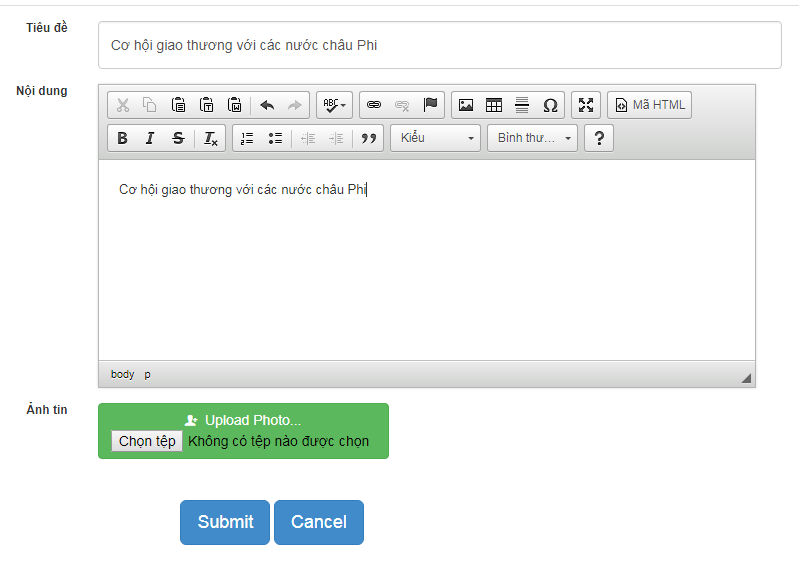 Tiêu đề
Cơ hội giao thương với các nước châu Phi
Nội dung
ABC
Mã HTML
B I S Ix
Kiểu
Bình thư...
?
Cơ hội giao thương với các nước châu Phi
body p
Ảnh tin
Upload Photo...
Chọn tệp Không có tệp nào được chọn
Submit Cancel